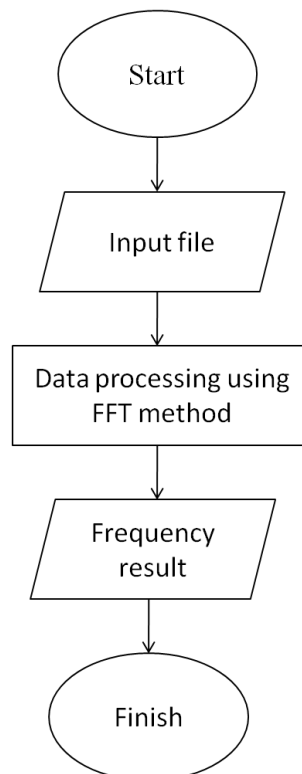 Start
Input file
Data processing using
FFT method
Frequency
result
Finish